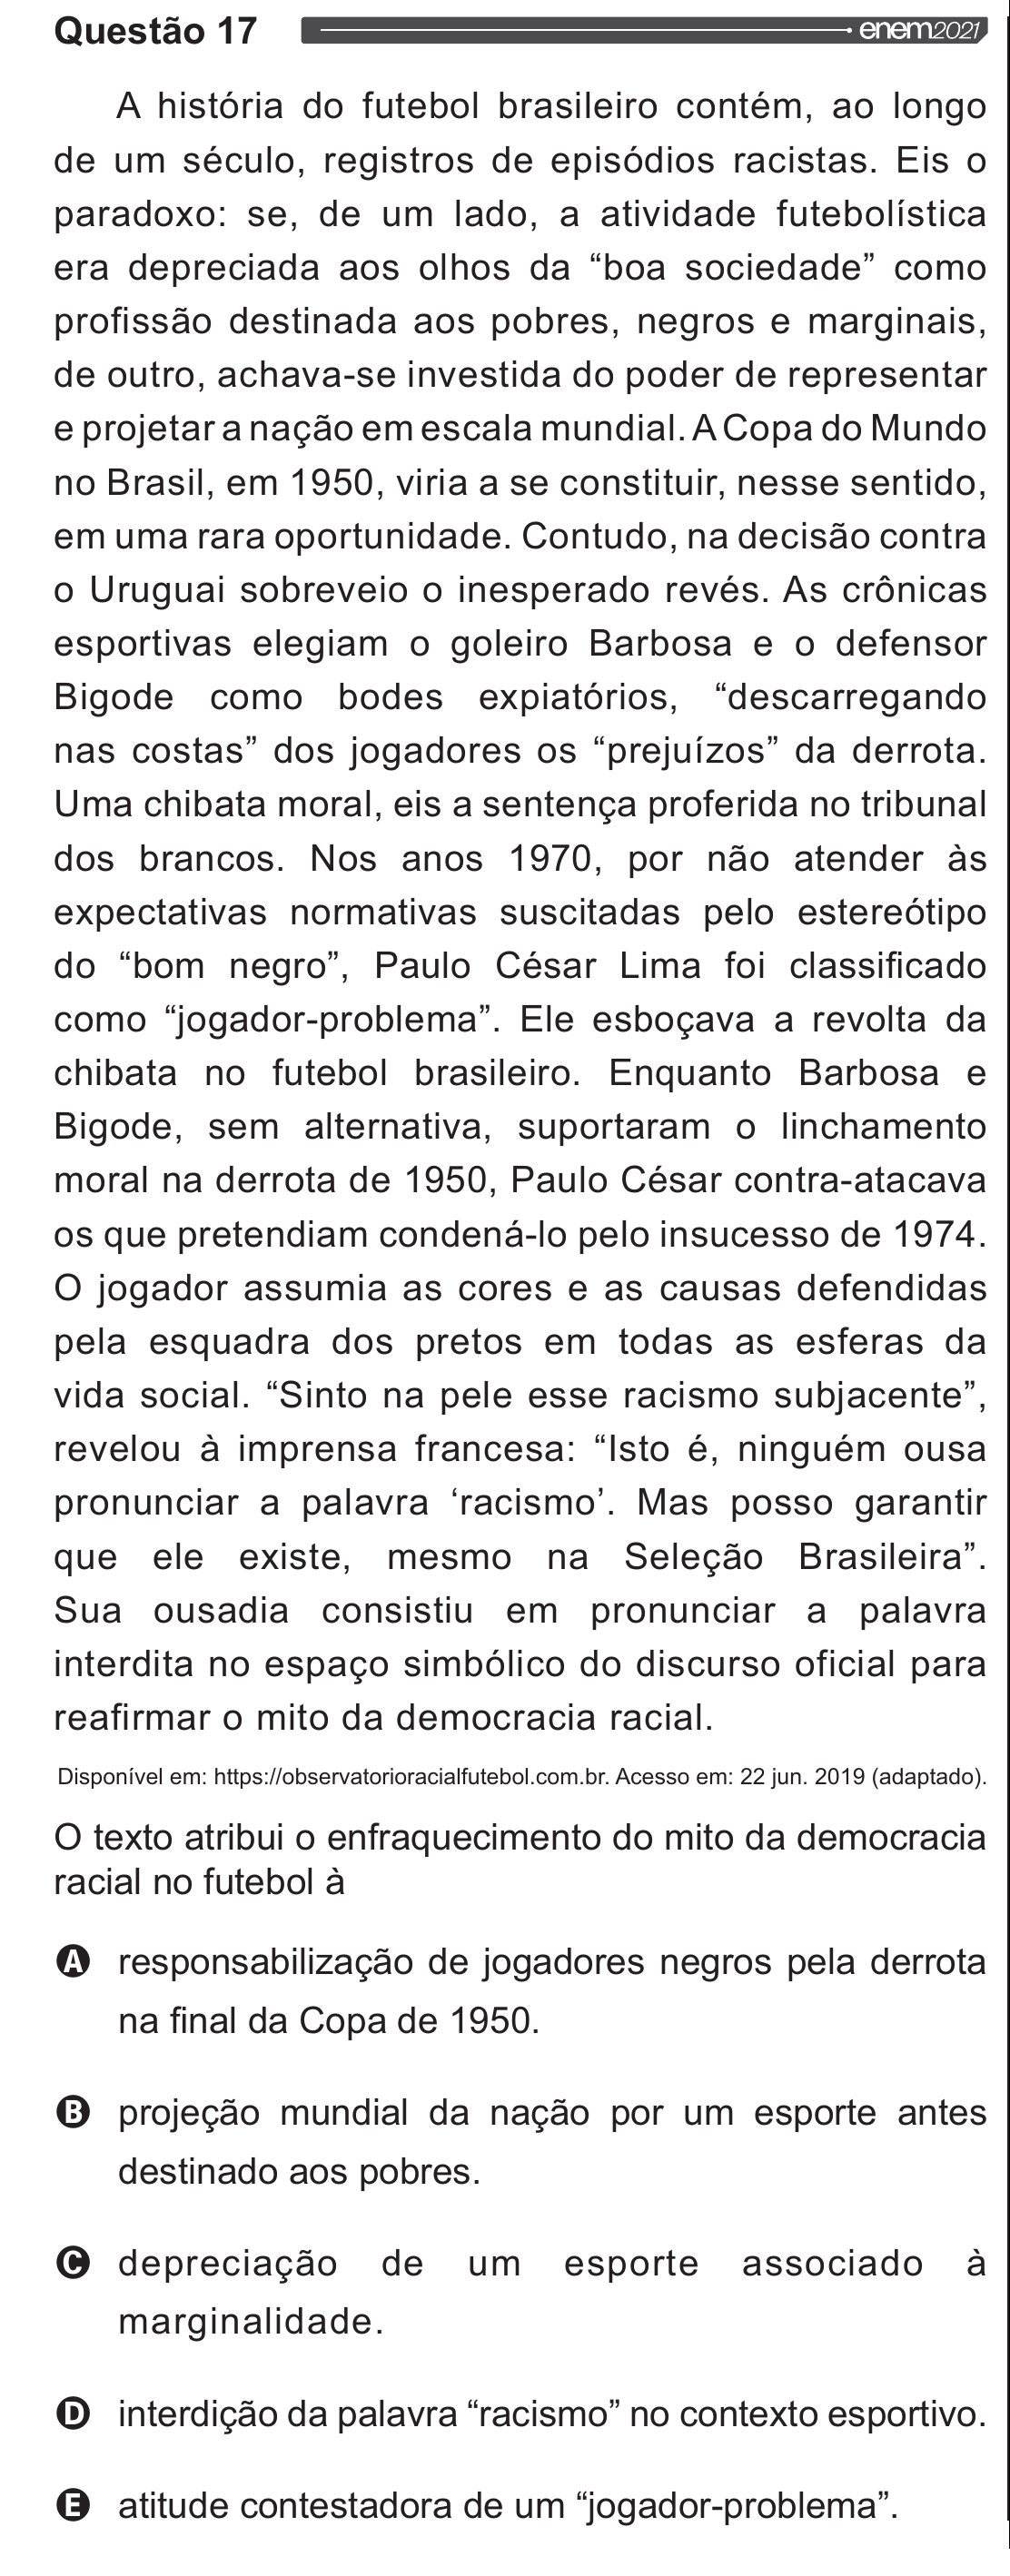 Questão 17
enem2021
A história do futebol brasileiro contém, ao longo
de um século, registros de episódios racistas. Eis o
paradoxo: se, de um lado, a atividade futebolística
era depreciada aos olhos da “boa sociedade” como
profissão destinada aos pobres, negros e marginais,
de outro, achava-se investida do poder de representar
e projetar a nação em escala mundial. A Copa do Mundo
no Brasil, em 1950, viria a se constituir, nesse sentido,
em uma rara oportunidade. Contudo, na decisão contra
o Uruguai sobreveio o inesperado revés. As crônicas
esportivas elegiam o goleiro Barbosa e o defensor
Bigode como bodes expiatórios, “descarregando
nas costas” dos jogadores os “prejuízos” da derrota.
Uma chibata moral, eis a sentença proferida no tribunal
dos brancos. Nos anos 1970, por não atender às
expectativas normativas suscitadas pelo estereótipo
do “bom negro”, Paulo César Lima foi classificado
como “jogador-problema”. Ele esboçava a revolta da
chibata no futebol brasileiro. Enquanto Barbosa e
Bigode, sem alternativa, suportaram o linchamento
moral na derrota de 1950, Paulo César contra-atacava
os que pretendiam condená-lo pelo insucesso de 1974.
O jogador assumia as cores e as causas defendidas
pela esquadra dos pretos em todas as esferas da
vida social. “Sinto na pele esse racismo subjacente”,
revelou à imprensa francesa: “Isto é, ninguém ousa
pronunciar a palavra ‘racismo’. Mas posso garantir
que ele existe, mesmo na Seleção Brasileira”.
Sua ousadia consistiu em pronunciar a palavra
interdita no espaço simbólico do discurso oficial para
reafirmar o mito da democracia racial.
Disponível em: https://observatorioracialfutebol.com.br. Acesso em: 22 jun. 2019 (adaptado).
O texto atribui o enfraquecimento do mito da democracia
racial no futebol à
A responsabilização de jogadores negros pela derrota
na final da Copa de 1950.
B projeção mundial da nação por um esporte antes
destinado aos pobres.
C depreciação de um esporte associado à
marginalidade.
D interdição da palavra “racismo” no contexto esportivo.
E atitude contestadora de um “jogador-problema”.